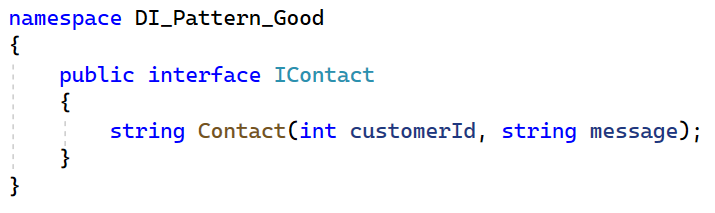 namespace DI_Pattern_Good
{
    public interface IContact
    {
        string Contact(int customerId, string message);
    }
}